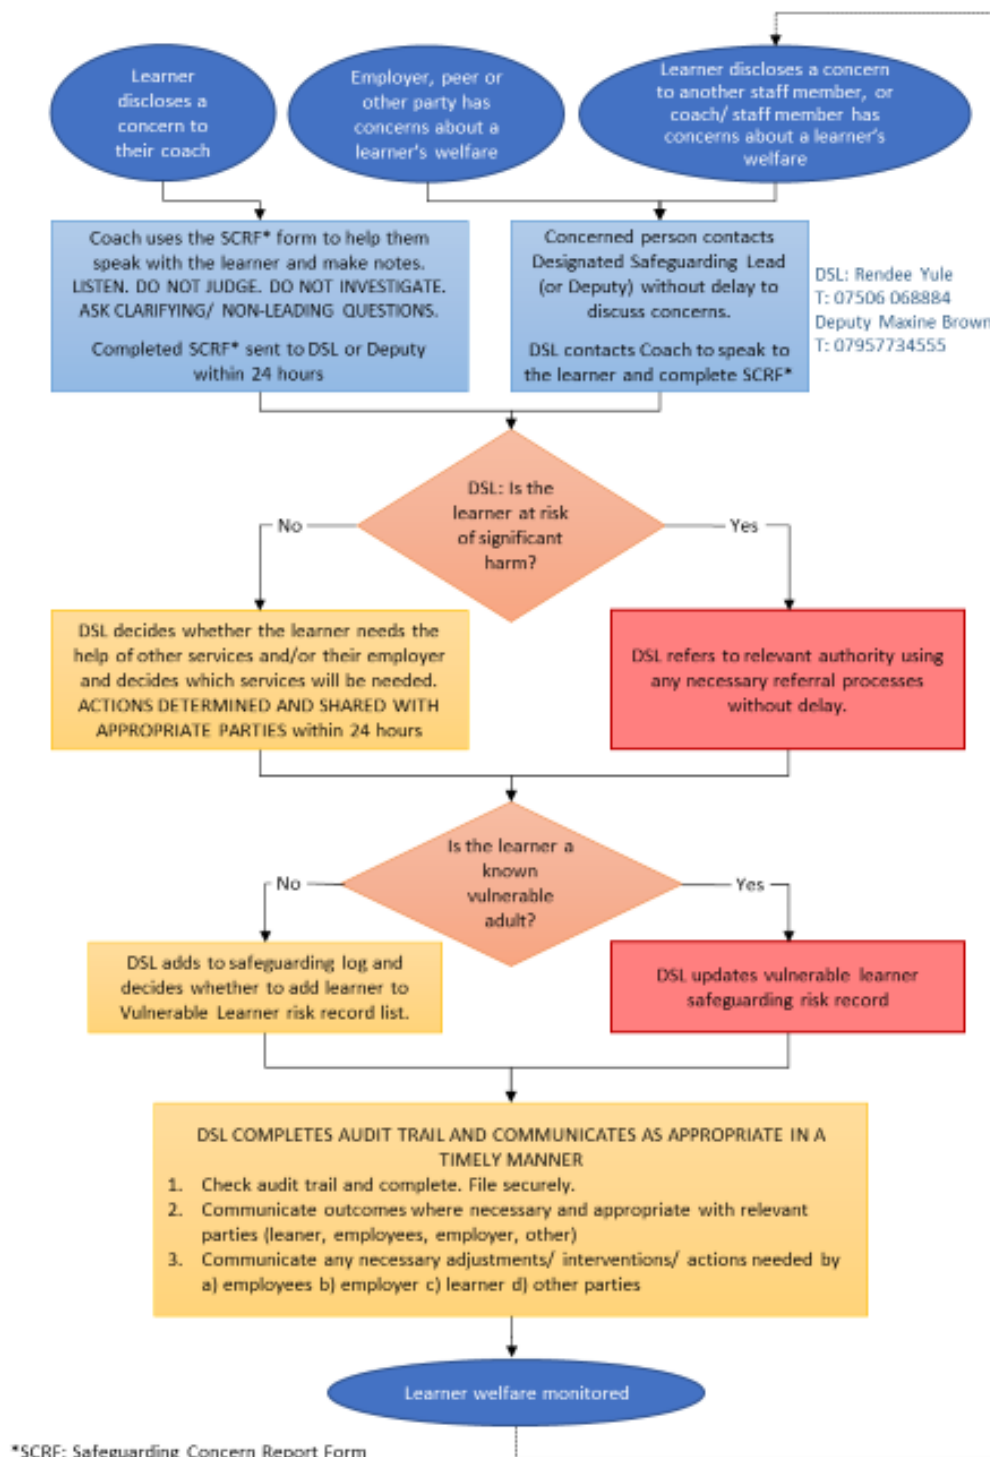 Learner
discloses a
concern to
their coach
Employer, peer or
other party has
concerns about a
learner's welfare
Learner discloses a concern
to another staff member, or
coach/ staff member has
concerns about a learner's
welfare
Coach uses the SCRF* form to help them
speak with the learner and make notes.
LISTEN. DO NOT JUDGE. DO NOT INVESTIGATE.
ASK CLARIFYING/ NON-LEADING QUESTIONS.
Completed SCRF* sent to DSL or Deputy
within 24 hours
Concerned person contacts
Designated Safeguarding Lead
(or Deputy) without delay to
discuss concerns.
DSL contacts Coach to speak to
the learner and complete SCRF*
DSL: Rendee Yule
T: 07506 068884
Deputy Maxine Brown
T: 07957734555
DSL: Is the
learner at risk
of significant
harm?
No
Yes
DSL decides whether the learner needs the
help of other services and/or their employer
and decides which services will be needed.
ACTIONS DETERMINED AND SHARED WITH
APPROPRIATE PARTIES within 24 hours
DSL refers to relevant authority using
any necessary referral processes
without delay.
Is the learner a
known
vulnerable
adult?
No
Yes
DSL adds to safeguarding log and
decides whether to add learner to
Vulnerable Learner risk record list.
DSL updates vulnerable learner
safeguarding risk record
DSL COMPLETES AUDIT TRAIL AND COMMUNICATES AS APPROPRIATE IN A
TIMELY MANNER
1. Check audit trail and complete. File securely.
2. Communicate outcomes where necessary and appropriate with relevant
parties (leaner, employees, employer, other)
3. Communicate any necessary adjustments/ interventions/ actions needed by
a) employees b) employer c) learner d) other parties
Learner welfare monitored
*SCRF: Safeguarding Concern Report Form